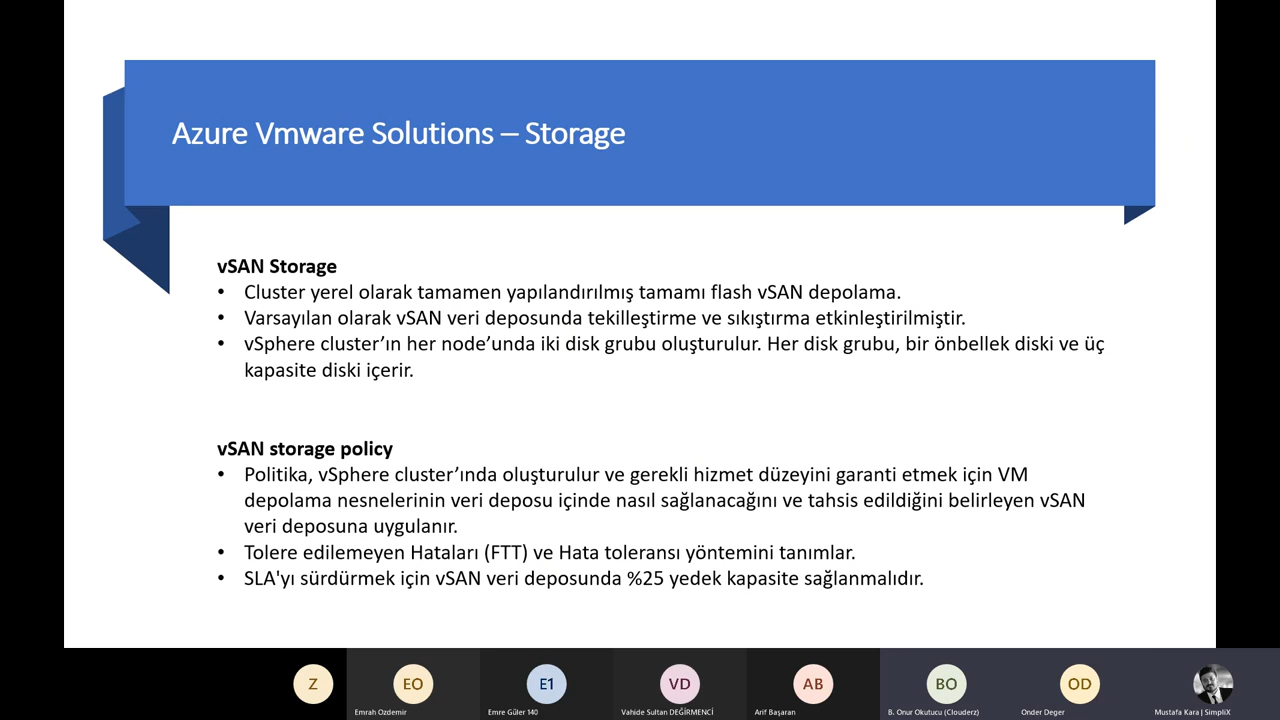 Azure Vmware Solutions – Storage
vSAN Storage
• Cluster yerel olarak tamamen yapılandırılmış tamamı flash vSAN depolama.
• Varsayılan olarak vSAN veri deposunda tekilleştirme ve sıkıştırma etkinleştirilmiştir.
• vSphere cluster’ın her node’unda iki disk grubu oluşturulur. Her disk grubu, bir önbellek diski ve üç
kapasite diski içerir.
vSAN storage policy
• Politika, vSphere cluster’ında oluşturulur ve gerekli hizmet düzeyini garanti etmek için VM
depolama nesnelerinin veri deposu içinde nasıl sağlanacağını ve tahsis edildiğini belirleyen vSAN
veri deposuna uygulanır.
• Tolere edilemeyen Hataları (FTT) ve Hata toleransı yöntemini tanımlar.
• SLA'yı sürdürmek için vSAN veri deposunda %25 yedek kapasite sağlanmalıdır.
Z EO E1 VD AB BO OD
Emrah Ozdemir Emre Güler 140 Vahide Sultan DEĞİRMENCİ Arif Başaran B. Onur Okutucu (Clouderz) Onder Deger Mustafa Kara | SimpliX